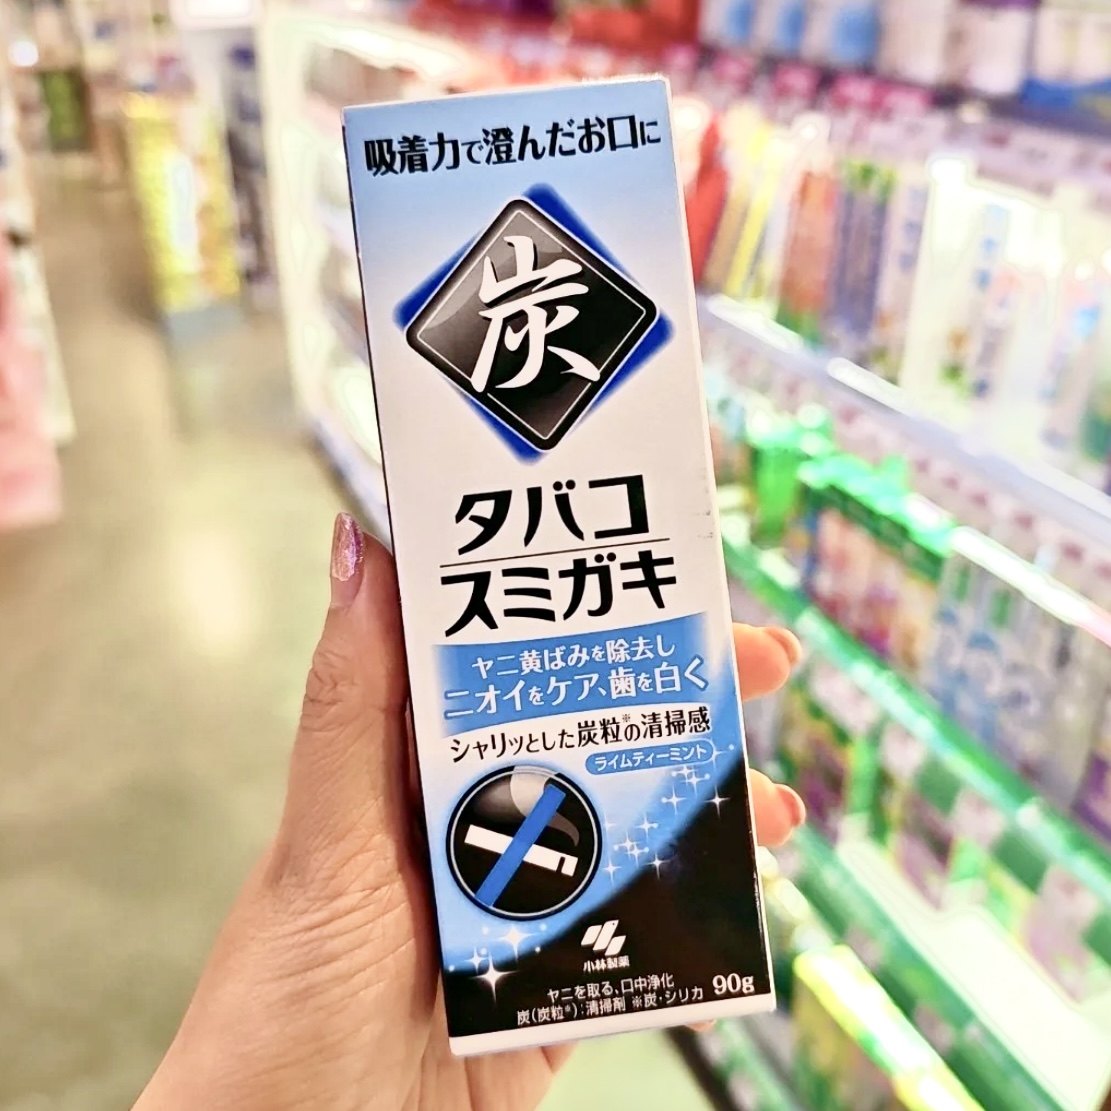 吸着力で澄んだお口に
炭
タバコ
スミガキ
ヤニ黄ばみを除去し
ニオイをケア、歯を白く
シャリッとした炭粒※の清掃感
ライムティーミント
小林製薬
ヤニを取る、口中浄化
炭(炭粒※):清掃剤 ※炭・シリカ 90g